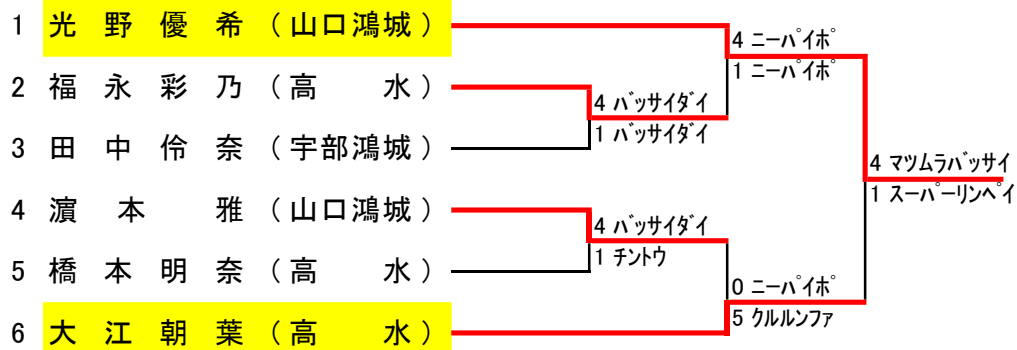 1 光 野 優 希 （ 山口鴻城 ）
4 ニーパイポ
1 ニーパイポ
2 福 永 彩 乃 （ 高 水 ）
4 バッサイダイ
1 バッサイダイ
3 田 中 伶 奈 （ 宇部鴻城 ）
4 マツムラバッサイ
1 スーパーリンペイ
4 濵 本 雅 （ 山口鴻城 ）
4 バッサイダイ
1 チントウ
5 橋 本 明 奈 （ 高 水 ）
0 ニーパイポ
5 クルルンファ
6 大 江 朝 葉 （ 高 水 ）